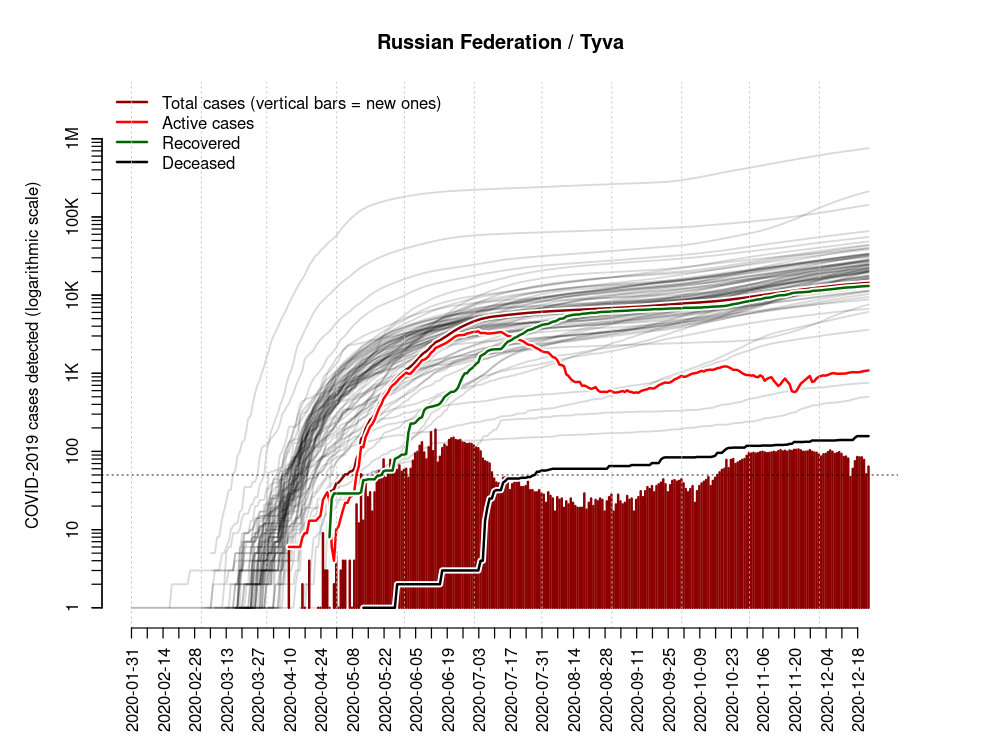 Russian Federation / Tyva
Total cases (vertical bars = new ones)
Active cases
Recovered
Deceased
COVID-2019 cases detected (logarithmic scale)
1M
100K
10K
1K
100
10
1
2020-01-31
2020-02-14
2020-02-28
2020-03-13
2020-03-27
2020-04-10
2020-04-24
2020-05-08
2020-05-22
2020-06-05
2020-06-19
2020-07-03
2020-07-17
2020-07-31
2020-08-14
2020-08-28
2020-09-11
2020-09-25
2020-10-09
2020-10-23
2020-11-06
2020-11-20
2020-12-04
2020-12-18